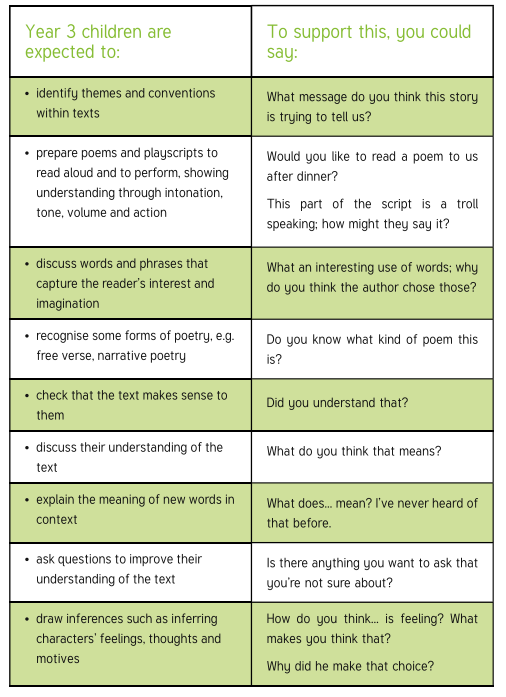 Year 3 children are
expected to:
To support this, you could
say:
• identify themes and conventions
within texts
What message do you think this story
is trying to tell us?
• prepare poems and playscripts to
read aloud and to perform, showing
understanding through intonation,
tone, volume and action
Would you like to read a poem to us
after dinner?
This part of the script is a troll
speaking; how might they say it?
• discuss words and phrases that
capture the reader's interest and
imagination
What an interesting use of words; why
do you think the author chose those?
• recognise some forms of poetry, e.g.
free verse, narrative poetry
Do you know what kind of poem this
is?
• check that the text makes sense to
them
Did you understand that?
• discuss their understanding of the
text
What do you think that means?
• explain the meaning of new words in
context
What does... mean? I've never heard of
that before.
• ask questions to improve their
understanding of the text
Is there anything you want to ask that
you're not sure about?
• draw inferences such as inferring
characters' feelings, thoughts and
motives
How do you think... is feeling? What
makes you think that?
Why did he make that choice?